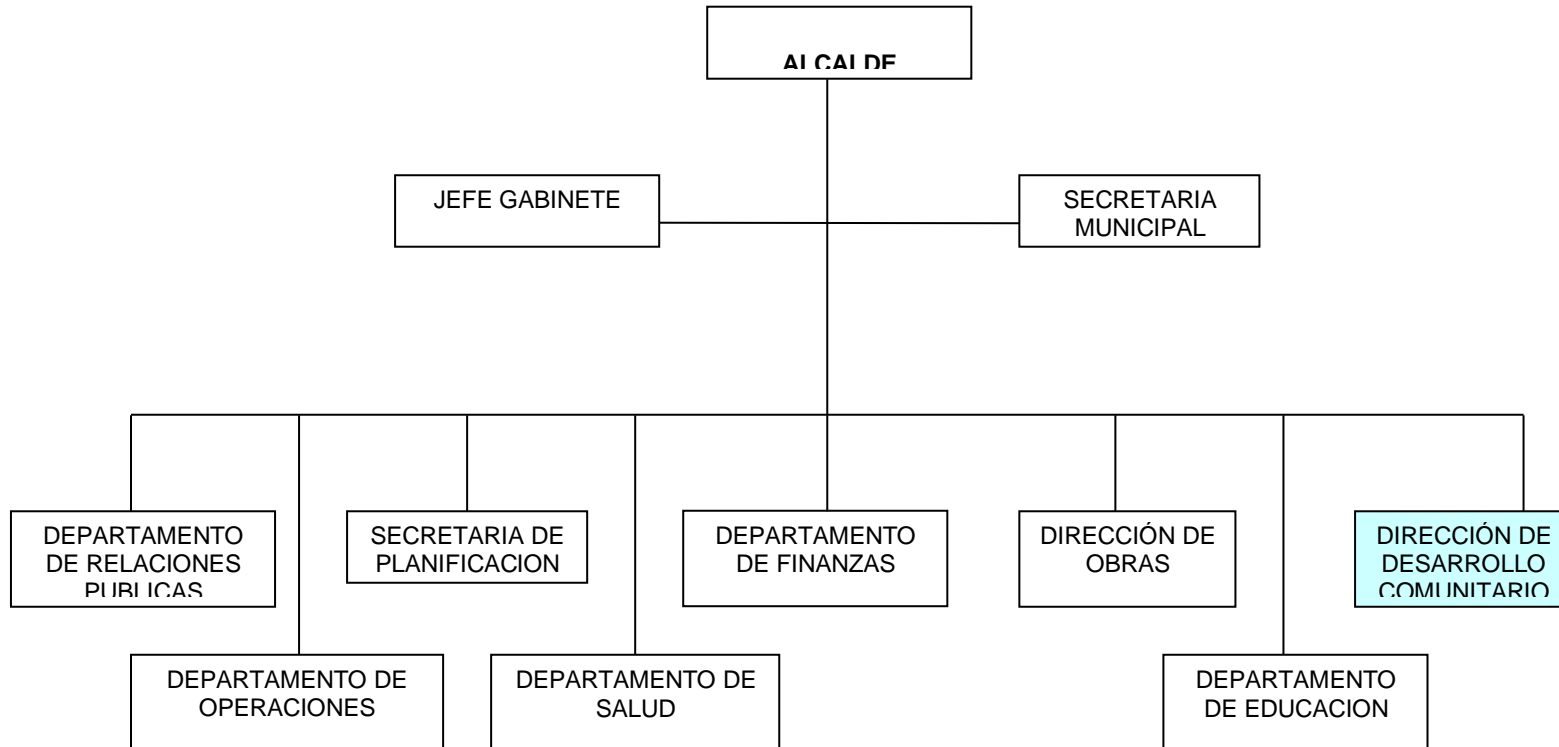 ALCALDE
JEFE GABINETE
SECRETARIA
MUNICIPAL
DEPARTAMENTO
DE RELACIONES
PUBLICAS
SECRETARIA DE
PLANIFICACION
DEPARTAMENTO
DE FINANZAS
DIRECCIÓN DE
OBRAS
DIRECCIÓN DE
DESARROLLO
COMUNITARIO
DEPARTAMENTO DE
OPERACIONES
DEPARTAMENTO DE
SALUD
DEPARTAMENTO
DE EDUCACION